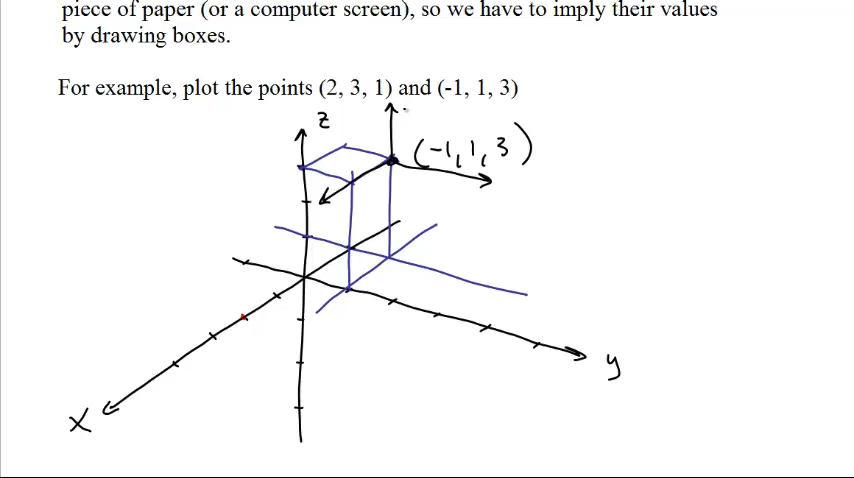 piece of paper (or a computer screen), so we have to imply their values
by drawing boxes.
For example, plot the points (2, 3, 1) and (-1, 1, 3)
z
(-1, 1, 3)
y
x